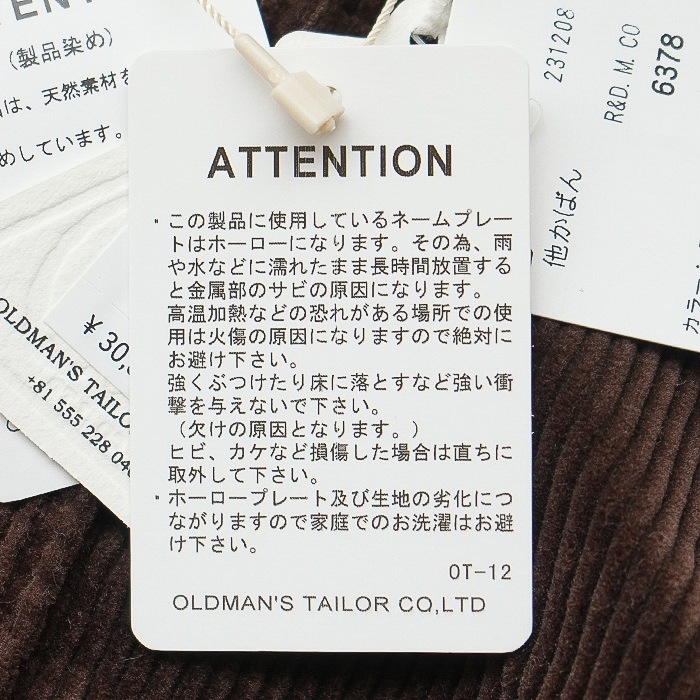 ATTENTION
・この製品に使用しているネームプレー
トはホーローになります。その為、雨
や水などに濡れたまま長時間放置する
と金属部のサビの原因になります。
高温加熱などの恐れがある場所での使
用は火傷の原因になりますので絶対に
お避け下さい。
強くぶつけたり床に落とすなど強い衝
撃を与えないで下さい。
（欠けの原因となります。）
ヒビ、カケなど損傷した場合は直ちに
取外して下さい。
・ホーロープレート及び生地の劣化につ
ながりますので家庭でのお洗濯はお避
け下さい。
OT-12
OLDMAN'S TAILOR CO,LTD
（製品染め）
は、天然素材を
めしています。
¥30,
OLDMAN'S TAILO
+81 555 228 04
231208
R&D. M. CO
6378
他かばん